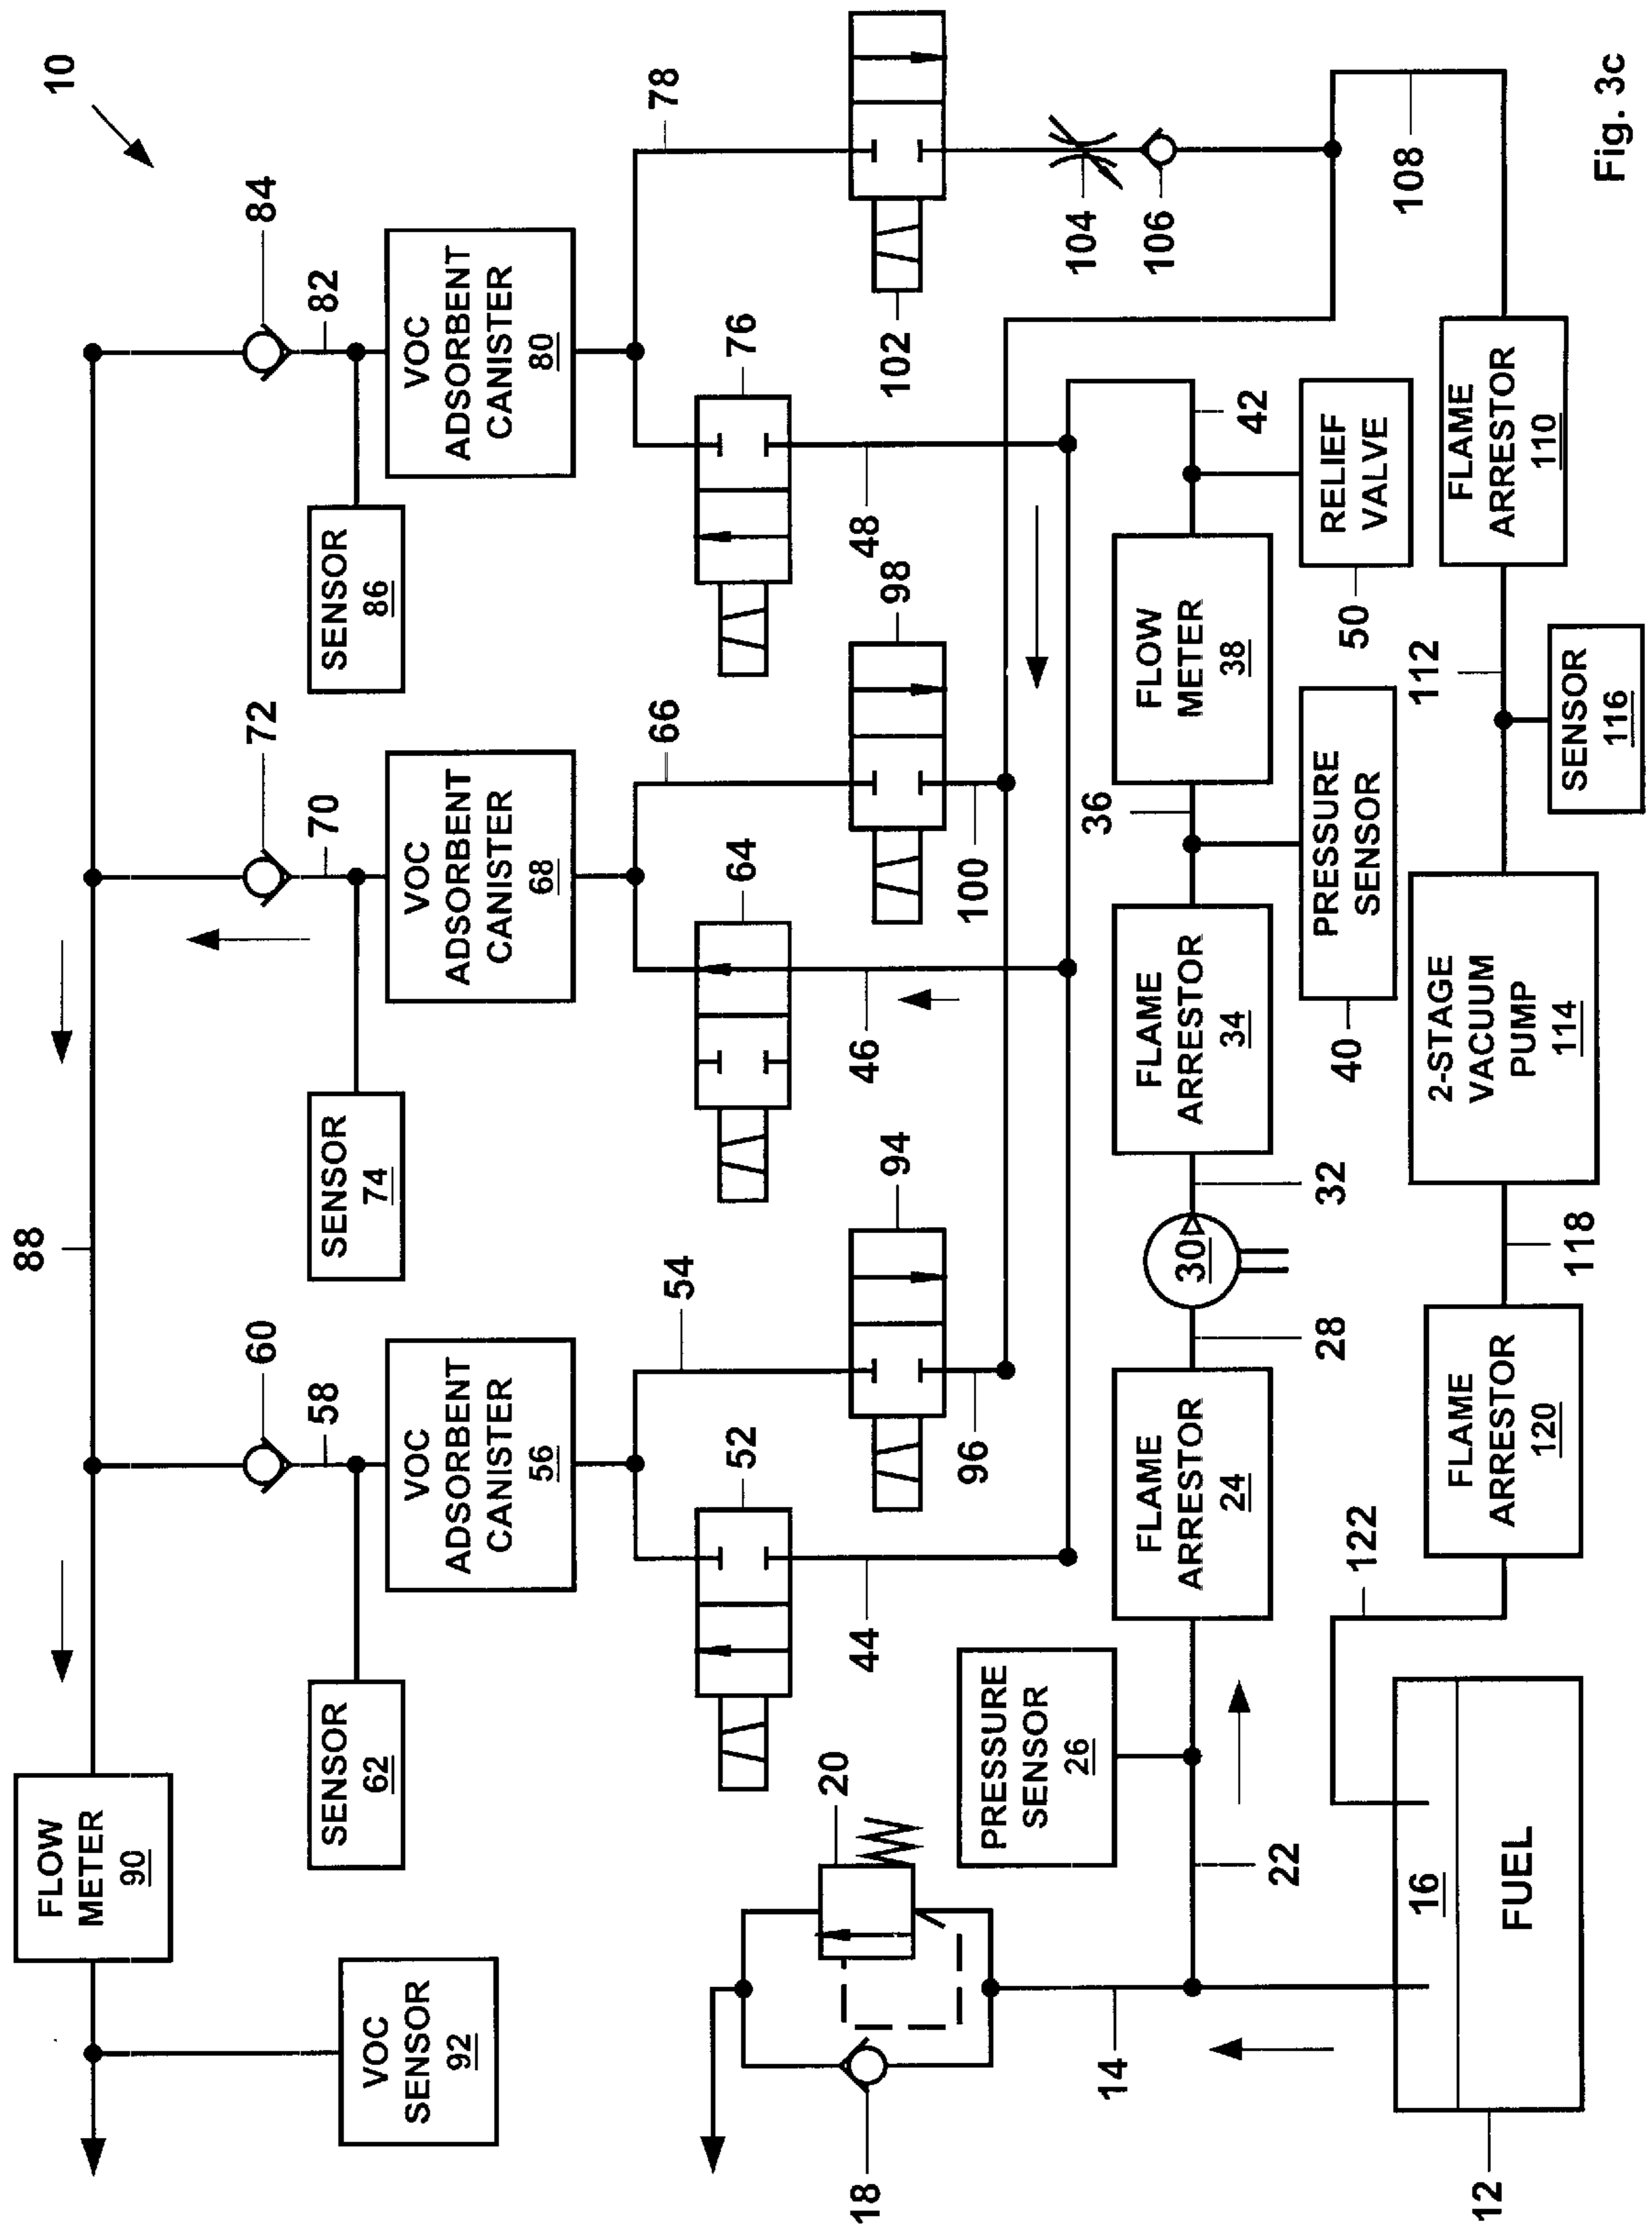 10
88
84
72
60
82
70
58
FLOW
METER
90
VOC
SENSOR
92
SENSOR
62
SENSOR
74
SENSOR
86
VOC
ADSORBENT
CANISTER
56
VOC
ADSORBENT
CANISTER
68
VOC
ADSORBENT
CANISTER
80
54
66
78
52
64
76
20
18
44
94
46
98
48
102
96
100
104
106
PRESSURE
SENSOR
26
14
22
FLAME
ARRESTOR
24
28
30
32
FLAME
ARRESTOR
34
36
FLOW
METER
38
42
PRESSURE
SENSOR
40
RELIEF
VALVE
50
108
12
16
FUEL
122
FLAME
ARRESTOR
120
118
2-STAGE
VACUUM
PUMP
114
112
SENSOR
116
FLAME
ARRESTOR
110
Fig. 3c